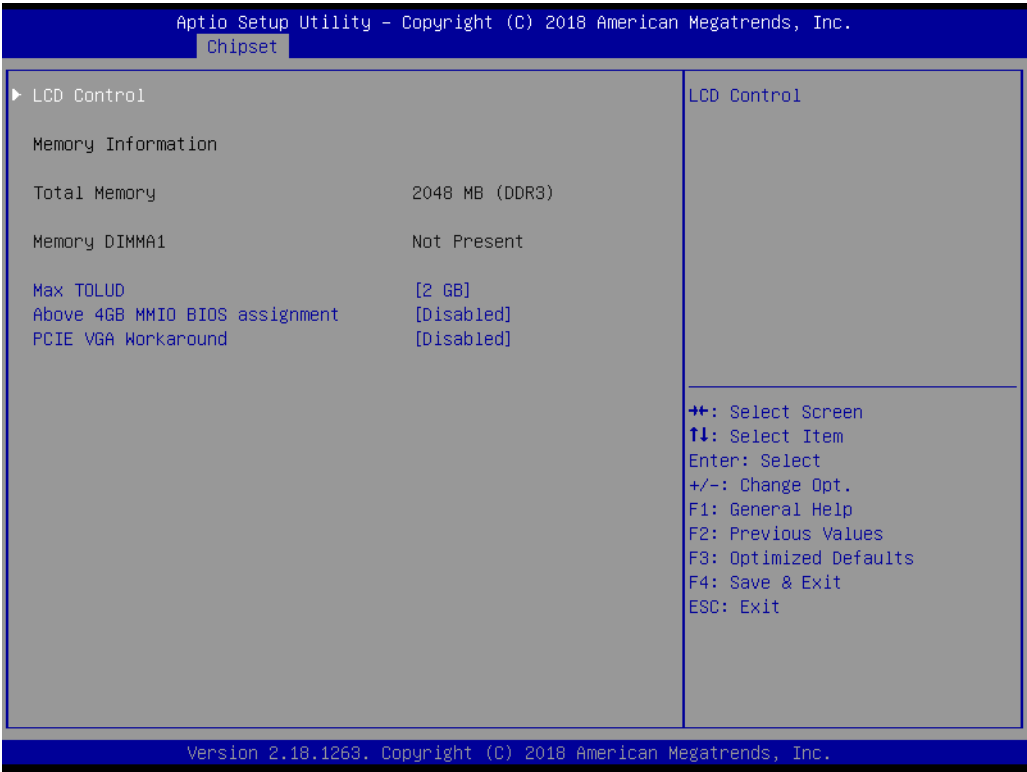 Aptio Setup Utility – Copyright (C) 2018 American Megatrends, Inc.
Chipset
LCD Control
Memory Information
Total Memory 2048 MB (DDR3)
Memory DIMMA1 Not Present
Max TOLUD [2 GB]
Above 4GB MMIO BIOS assignment [Disabled]
PCIE VGA Workaround [Disabled]
LCD Control
→←: Select Screen
↑↓: Select Item
Enter: Select
+/-: Change Opt.
F1: General Help
F2: Previous Values
F3: Optimized Defaults
F4: Save & Exit
ESC: Exit
Version 2.18.1263. Copyright (C) 2018 American Megatrends, Inc.